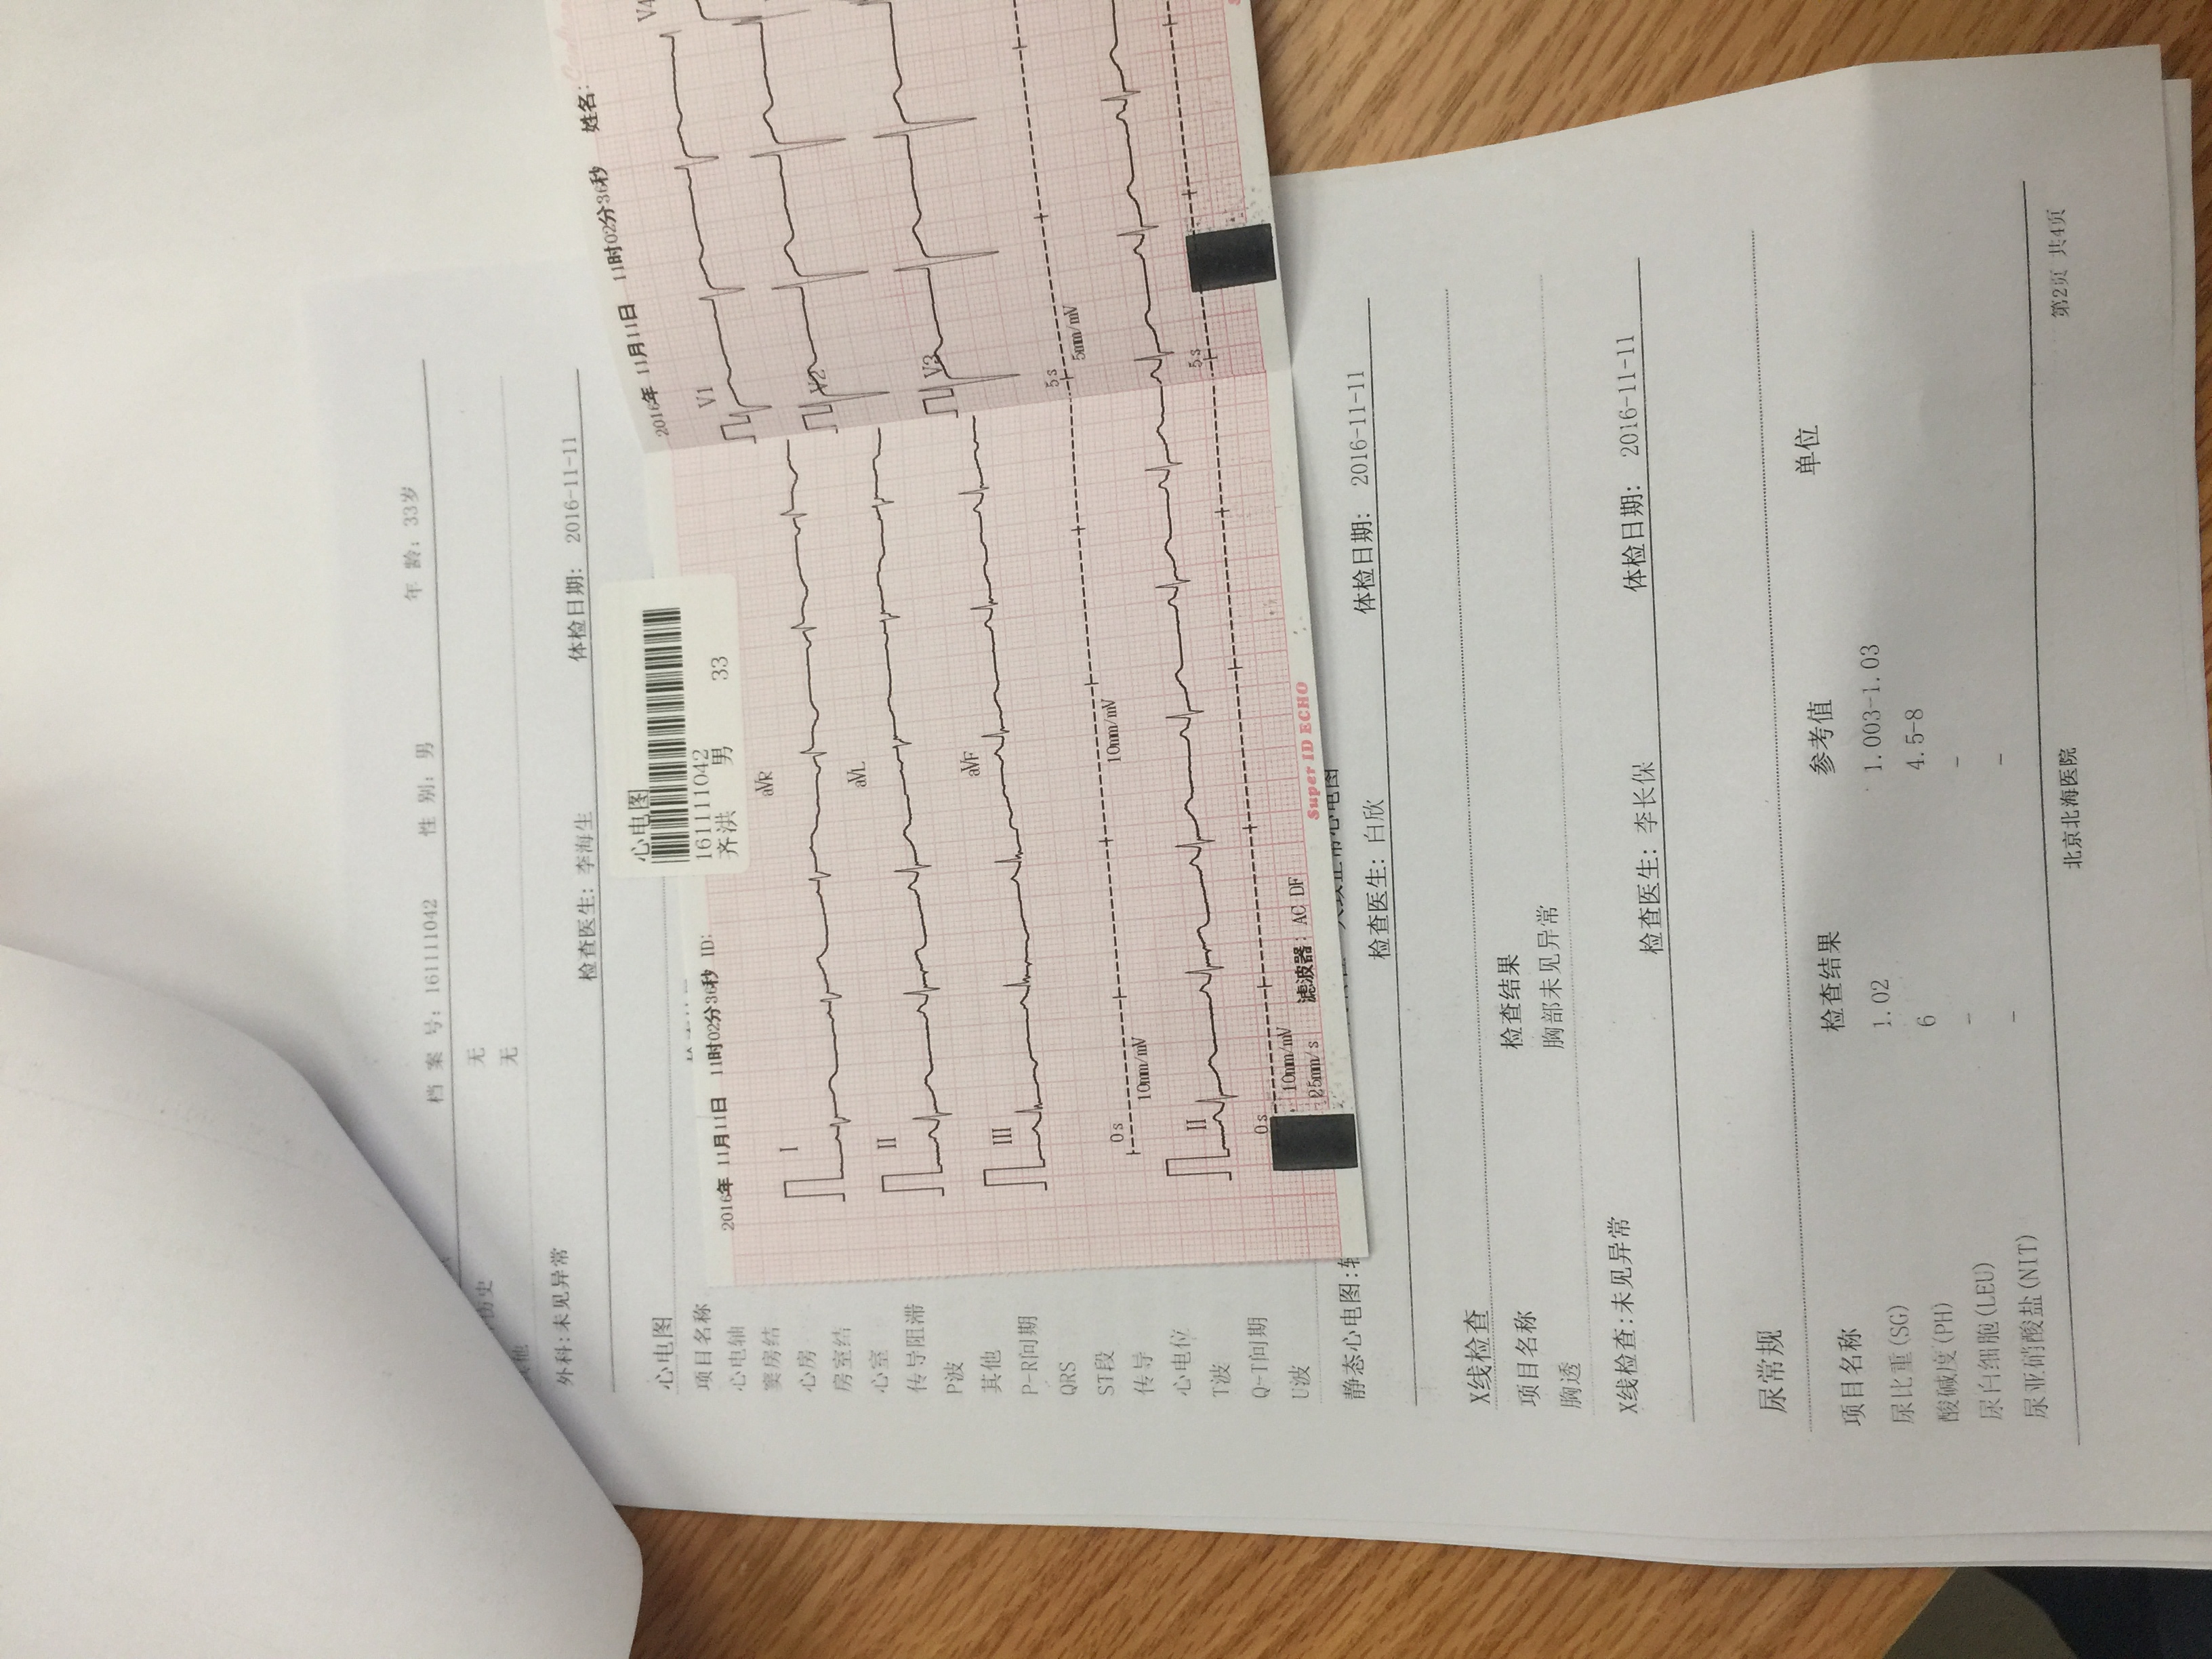 档 案 号: 161111042 性 别: 男 年 龄: 33岁
无
其他 无
外科:未见异常 检查医生: 李海生 体检日期: 2016-11-11
心电图
项目名称
心电轴
窦房结
心房
房室结
心室
传导阻滞
P波
其他
P-R间期
QRS
ST段
传导
心电位
T波
Q-T间期
U波
静态心电图:
检查医生: 白欣 体检日期: 2016-11-11
X线检查
项目名称 检查结果
胸透 胸部未见异常
X线检查:未见异常 检查医生: 李长保 体检日期: 2016-11-11
尿常规
项目名称 检查结果 参考值 单位
尿比重(SG) 1.02 1.003-1.03
酸碱度(PH) 6 4.5-8
尿白细胞(LEU) - -
尿亚硝酸盐(NIT) - -
北京北海医院 第2页 共4页
心电图
161111042
齐洪 男 33
2016年 11月11日 11时02分36秒 ID:
I aVR
II aVL
III aVF
0s 10mm/mV 10mm/mV
II
0s 10mm/mV
25mm/s 滤波器: AC DF
Super ID ECHO
2016年 11月11日 11时02分36秒 姓名:
V1 V4
V2
V3
5s 5mm/mV
5s